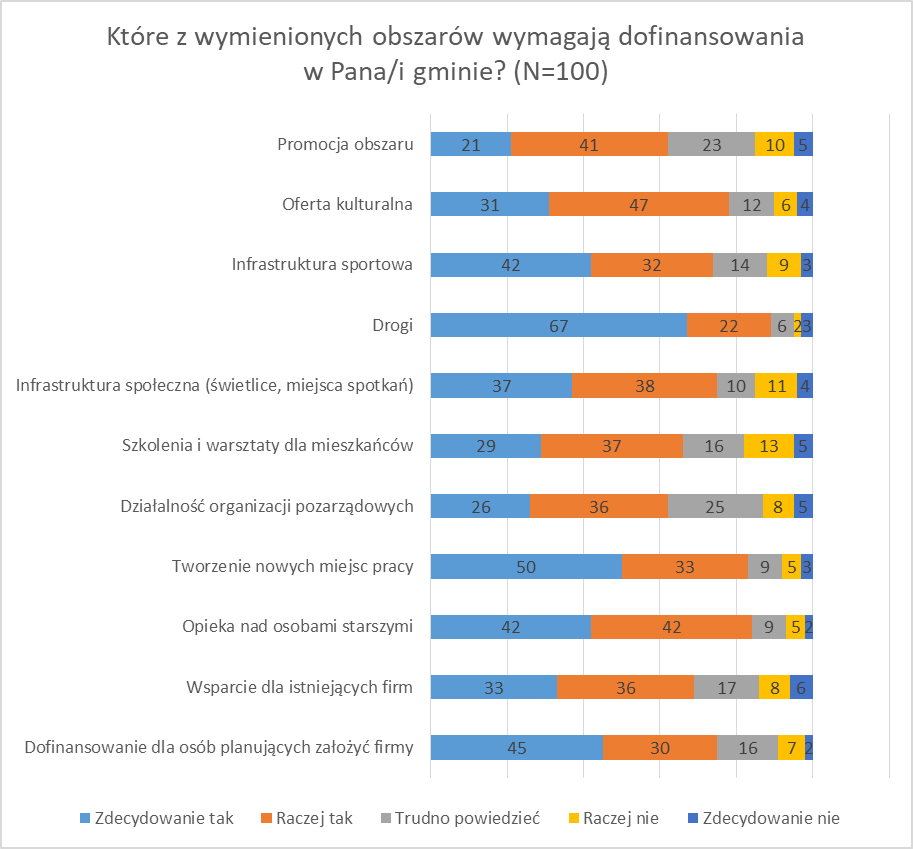 Które z wymienionych obszarów wymagają dofinansowania
w Pana/i gminie? (N=100)
Promocja obszaru 21 41 23 10 5
Oferta kulturalna 31 47 12 6 4
Infrastruktura sportowa 42 32 14 9 3
Drogi 67 22 6 2 3
Infrastruktura społeczna (świetlice, miejsca spotkań) 37 38 10 11 4
Szkolenia i warsztaty dla mieszkańców 29 37 16 13 5
Działalność organizacji pozarządowych 26 36 25 8 5
Tworzenie nowych miejsc pracy 50 33 9 5 3
Opieka nad osobami starszymi 42 42 9 5 2
Wsparcie dla istniejących firm 33 36 17 8 6
Dofinansowanie dla osób planujących założyć firmy 45 30 16 7 2
Zdecydowanie tak Raczej tak Trudno powiedzieć Raczej nie Zdecydowanie nie